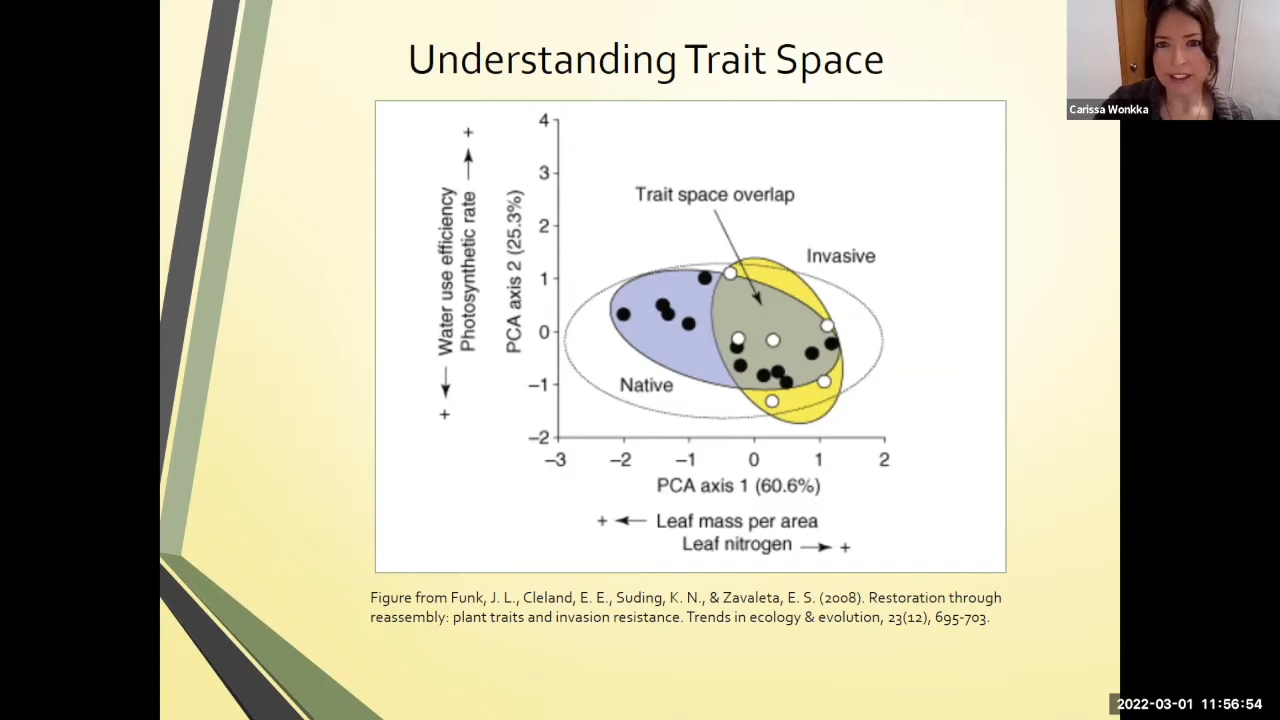 Understanding Trait Space
Carissa Wonkka
4
3
2
1
0
–1
–2
–3
–2
–1
0
1
2
+
Water use efficiency
+
Photosynthetic rate
+
PCA axis 2 (25.3%)
Trait space overlap
Invasive
Native
PCA axis 1 (60.6%)
+ Leaf mass per area
Leaf nitrogen +
Figure from Funk, J. L., Cleland, E. E., Suding, K. N., & Zavaleta, E. S. (2008). Restoration through
reassembly: plant traits and invasion resistance. Trends in ecology & evolution, 23(12), 695-703.
2022-03-01 11:56:54